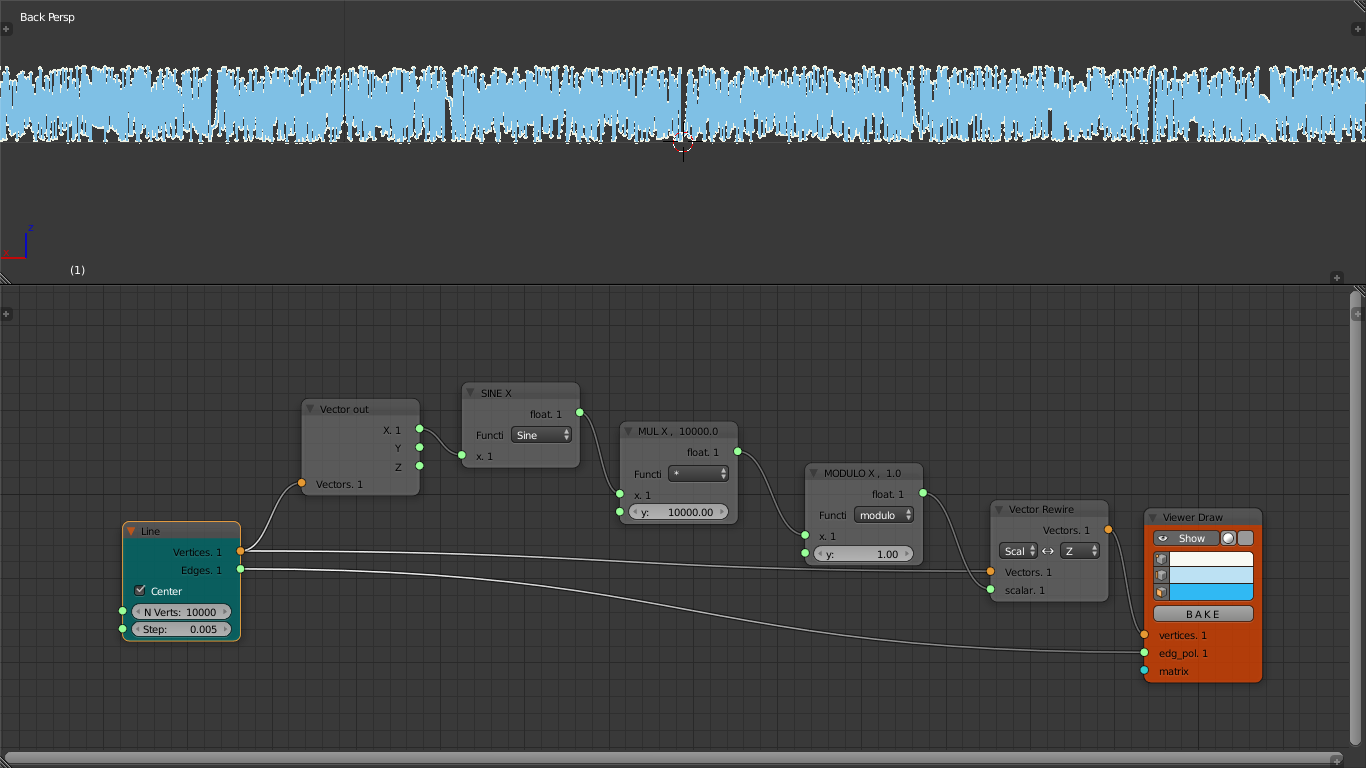 Back Persp
z
x
(1)
SINE X
float. 1
Functi Sine
x. 1
Vector out
X. 1
Y
Z
Vectors. 1
MUL X , 10000.0
float. 1
Functi *
x. 1
y: 10000.00
MODULO X , 1.0
float. 1
Functi modulo
x. 1
y: 1.00
Line
Vertices. 1
Edges. 1
Center
N Verts: 10000
Step: 0.005
Vector Rewire
Vectors. 1
Scal Z
Vectors. 1
scalar. 1
Viewer Draw
Show
BAKE
vertices. 1
edg_pol. 1
matrix